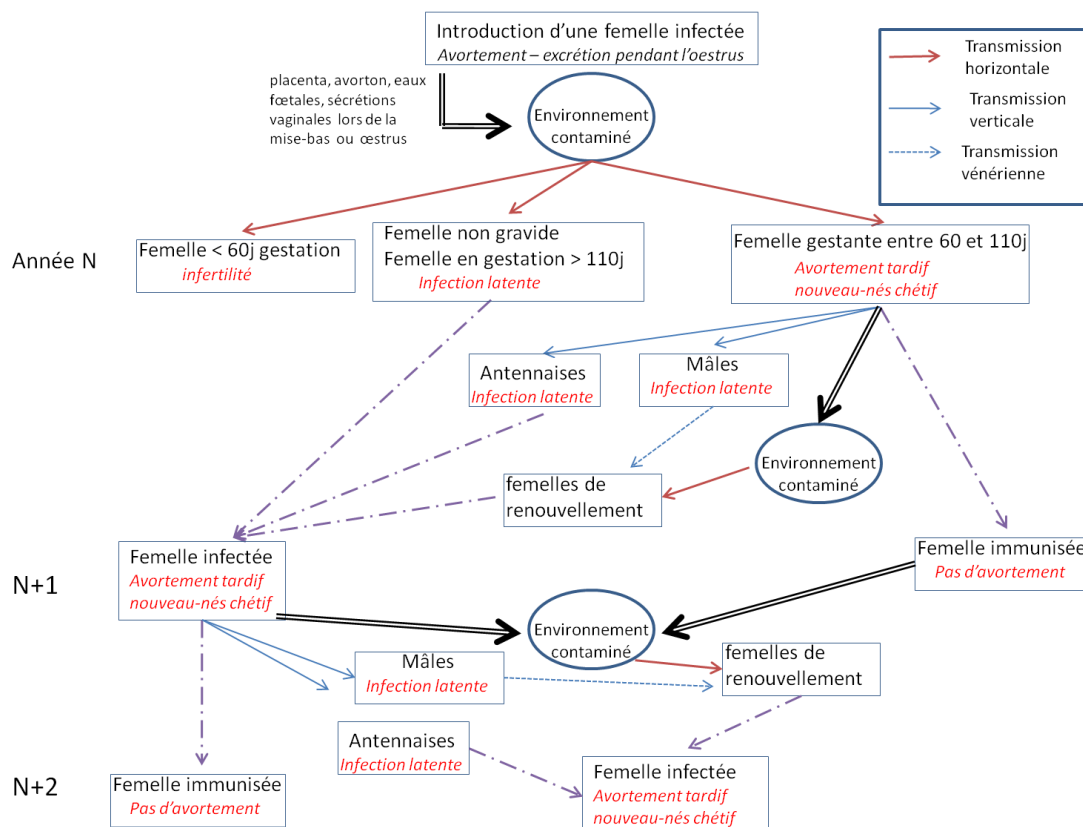 Introduction d'une femelle infectée
Avortement – excrétion pendant l'oestrus
placenta, avorton, eaux
fœtales, sécrétions
vaginales lors de la
mise-bas ou œstrus
Environnement
contaminé
Transmission
horizontale
Transmission
verticale
Transmission
vénérienne
Année N
Femelle < 60j gestation
infertilité
Femelle non gravide
Femelle en gestation > 110j
Infection latente
Femelle gestante entre 60 et 110j
Avortement tardif
nouveau-nés chétif
Antennaises
Infection latente
Mâles
Infection latente
Environnement
contaminé
femelles de
renouvellement
N+1
Femelle infectée
Avortement tardif
nouveau-nés chétif
Femelle immunisée
Pas d'avortement
Environnement
contaminé
Mâles
Infection latente
femelles de
renouvellement
Antennaises
Infection latente
N+2
Femelle immunisée
Pas d'avortement
Femelle infectée
Avortement tardif
nouveau-nés chétif